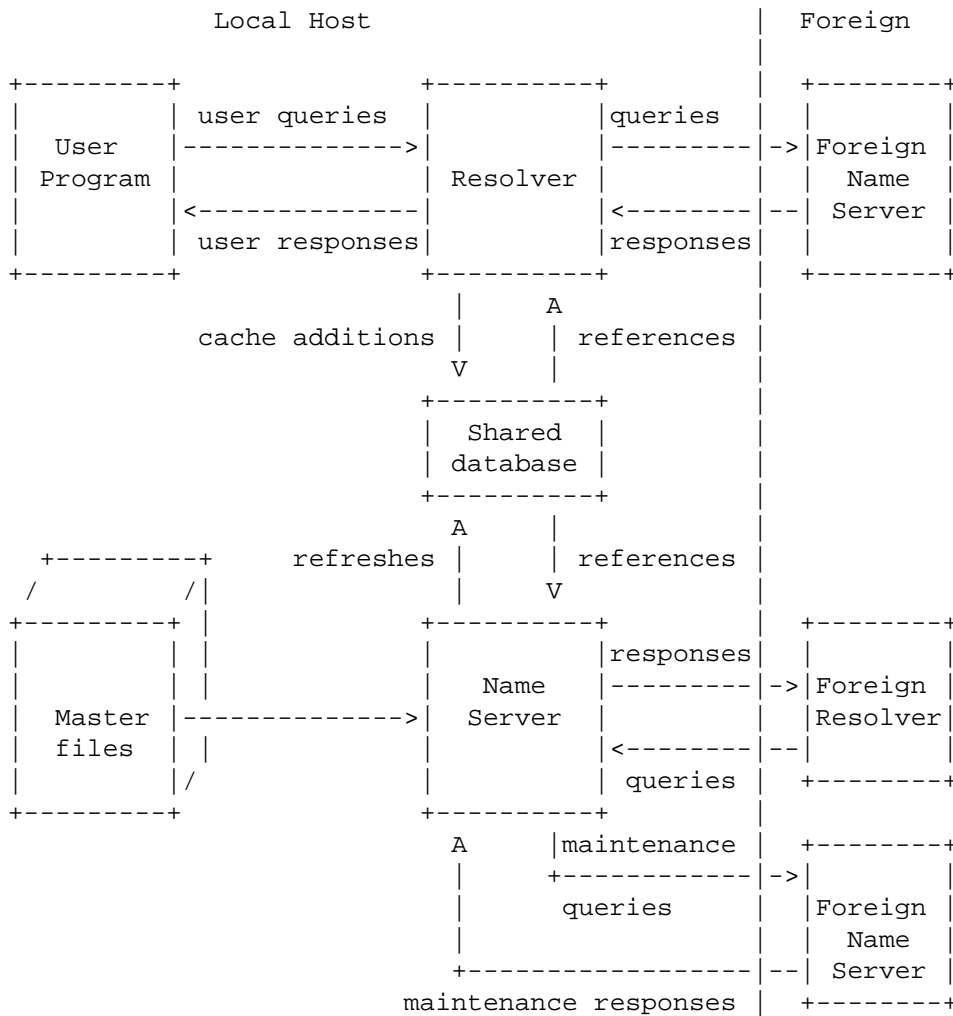 Local Host | Foreign
user queries queries
User Foreign
Program Resolver Name
Server
user responses responses
A
cache additions references
V
Shared
database
A
refreshes references
V
responses
Name Foreign
Master Server Resolver
files
queries
A maintenance
queries Foreign
Name
Server
maintenance responses